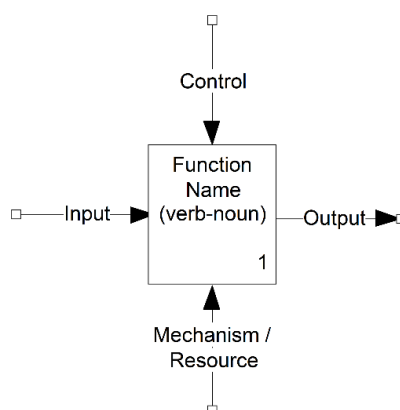 Control
Function
Name
(verb-noun)
Input
Output
1
Mechanism /
Resource